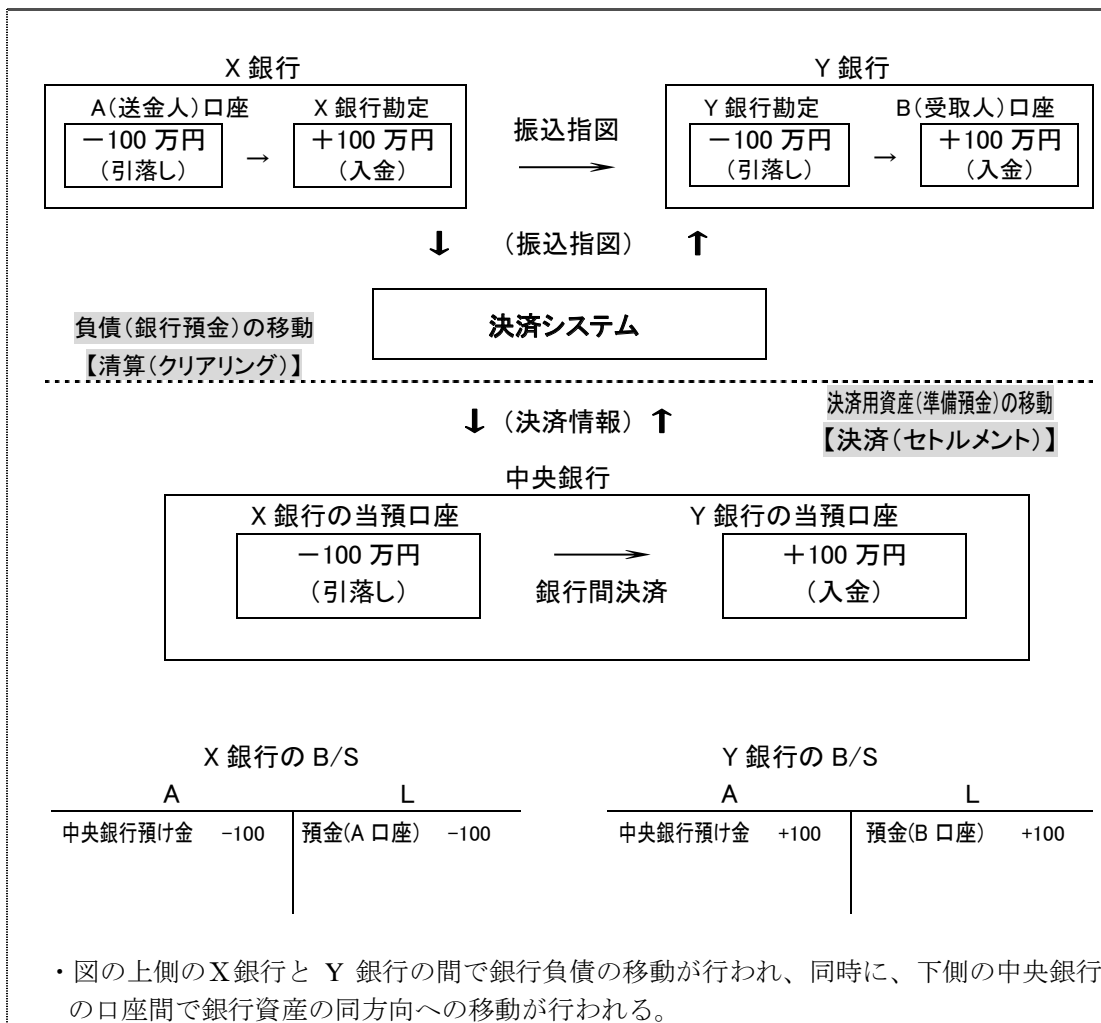 X 銀行
Y 銀行
A(送金人)口座
X 銀行勘定
－100 万円
(引落し)
→
＋100 万円
(入金)
振込指図
Y 銀行勘定
B(受取人)口座
－100 万円
(引落し)
→
＋100 万円
(入金)
↓ (振込指図) ↑
決済システム
負債(銀行預金)の移動
【清算(クリアリング)】
決済用資産(準備預金)の移動
【決済(セトルメント)】
↓ (決済情報) ↑
中央銀行
X 銀行の当預口座
Y 銀行の当預口座
－100 万円
(引落し)
銀行間決済
＋100 万円
(入金)
X 銀行の B/S
A L
中央銀行預け金 -100 預金(A 口座) -100
Y 銀行の B/S
A L
中央銀行預け金 +100 預金(B 口座) +100
・図の上側のX銀行と Y 銀行の間で銀行負債の移動が行われ、同時に、下側の中央銀行
の口座間で銀行資産の同方向への移動が行われる。